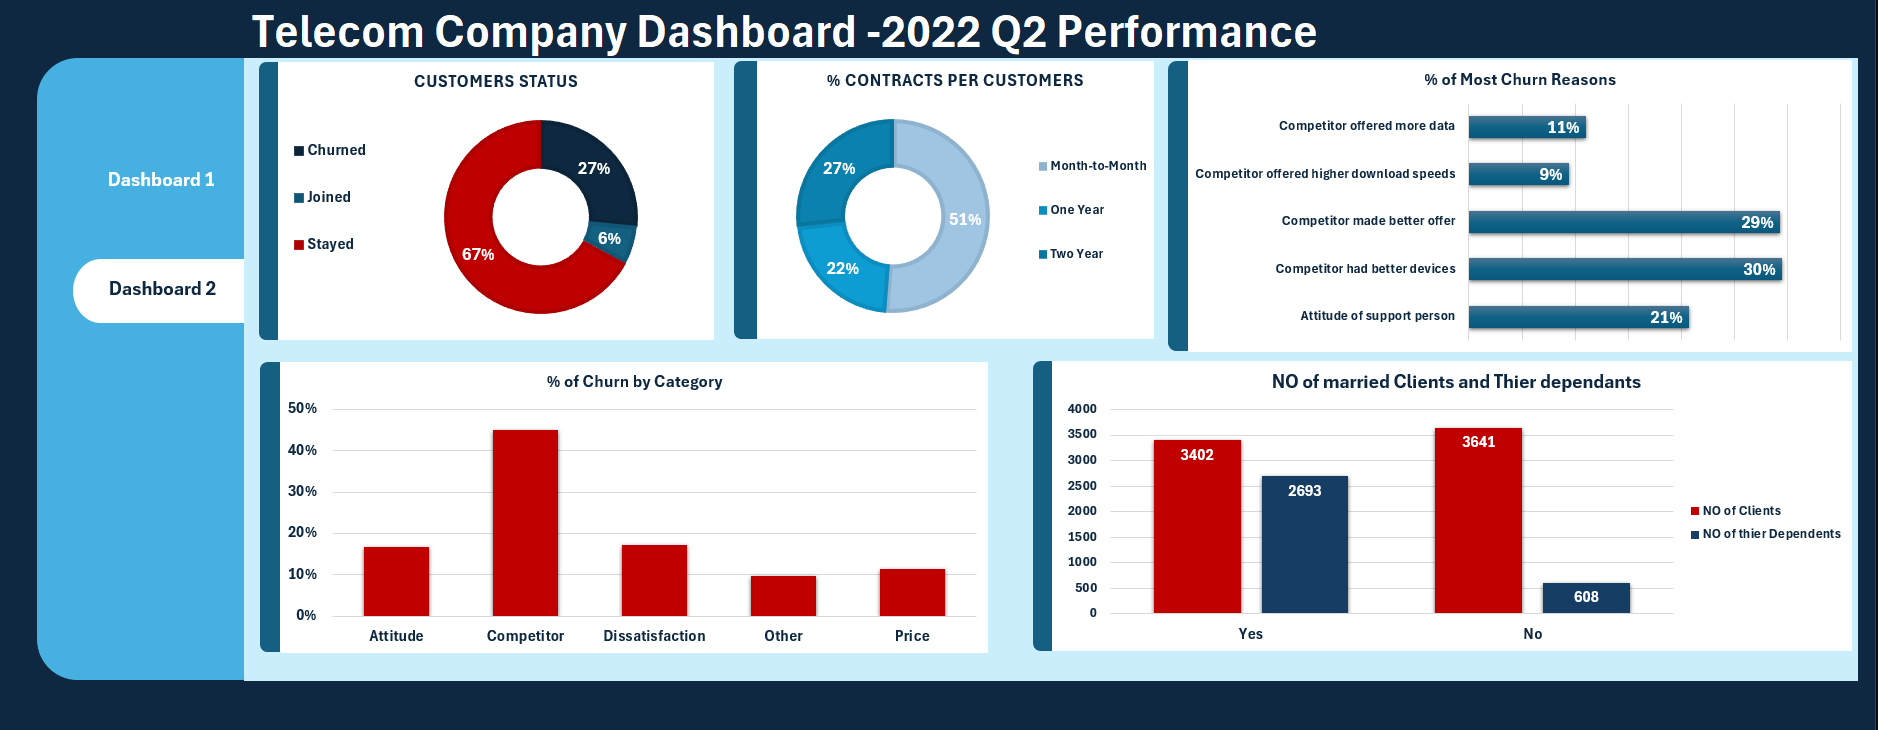 Telecom Company Dashboard -2022 Q2 Performance
Dashboard 1
Dashboard 2
CUSTOMERS STATUS
Churned
Joined
Stayed
27%
6%
67%
% CONTRACTS PER CUSTOMERS
27%
51%
22%
Month-to-Month
One Year
Two Year
% of Most Churn Reasons
Competitor offered more data
11%
Competitor offered higher download speeds
9%
Competitor made better offer
29%
Competitor had better devices
30%
Attitude of support person
21%
% of Churn by Category
50%
40%
30%
20%
10%
0%
Attitude
Competitor
Dissatisfaction
Other
Price
NO of married Clients and Thier dependants
4000
3500
3000
2500
2000
1500
1000
500
0
3402
2693
3641
608
Yes
No
NO of Clients
NO of thier Dependents